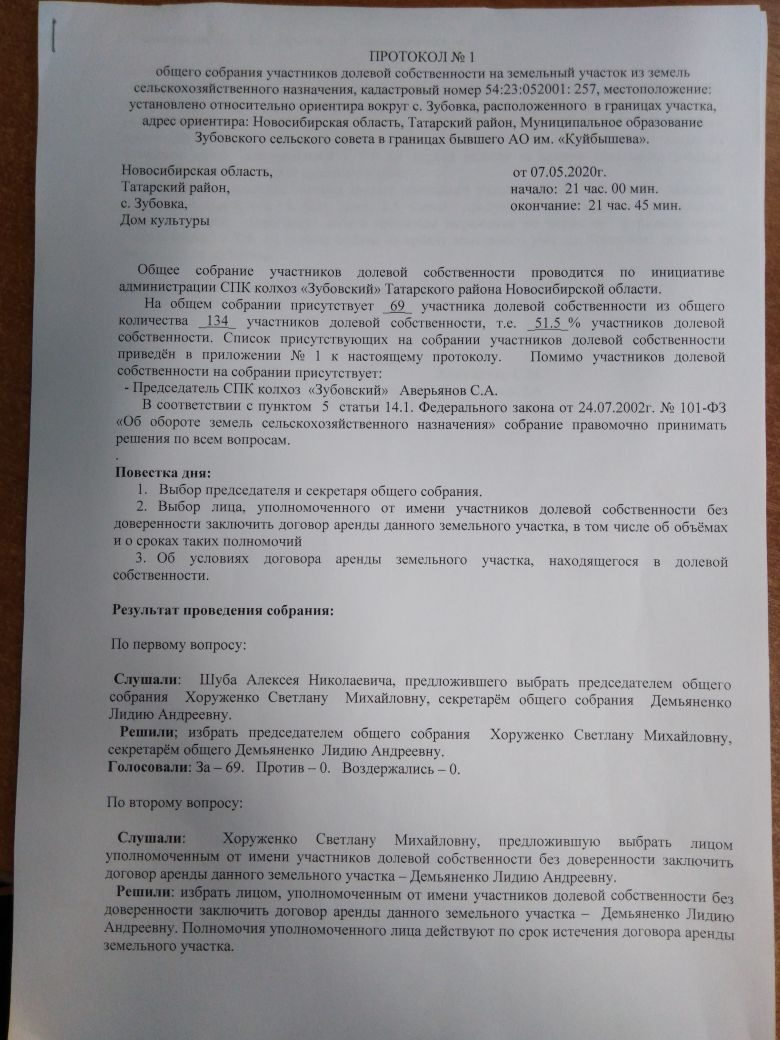 ПРОТОКОЛ № 1
общего собрания участников долевой собственности на земельный участок из земель
сельскохозяйственного назначения, кадастровый номер 54:23:052001: 257, местоположение:
установлено относительно ориентира вокруг с. Зубовка, расположенного в границах участка,
адрес ориентира: Новосибирская область, Татарский район, Муниципальное образование
Зубовского сельского совета в границах бывшего АО им. «Куйбышева».
Новосибирская область, от 07.05.2020г.
Татарский район, начало: 21 час. 00 мин.
с. Зубовка, окончание: 21 час. 45 мин.
Дом культуры
Общее собрание участников долевой собственности проводится по инициативе
администрации СПК колхоз «Зубовский» Татарского района Новосибирской области.
На общем собрании присутствует _69_ участника долевой собственности из общего
количества _134_ участников долевой собственности, т.е. _51.5_% участников долевой
собственности. Список присутствующих на собрании участников долевой собственности
приведён в приложении № 1 к настоящему протоколу. Помимо участников долевой
собственности на собрании присутствует:
- Председатель СПК колхоз «Зубовский» Аверьянов С.А.
В соответствии с пунктом 5 статьи 14.1. Федерального закона от 24.07.2002г. № 101-ФЗ
«Об обороте земель сельскохозяйственного назначения» собрание правомочно принимать
решения по всем вопросам.
.
Повестка дня:
1. Выбор председателя и секретаря общего собрания.
2. Выбор лица, уполномоченного от имени участников долевой собственности без
доверенности заключить договор аренды данного земельного участка, в том числе об объёмах
и о сроках таких полномочий
3. Об условиях договора аренды земельного участка, находящегося в долевой
собственности.
Результат проведения собрания:
По первому вопросу:
Слушали: Шуба Алексея Николаевича, предложившего выбрать председателем общего
собрания Хоруженко Светлану Михайловну, секретарём общего собрания Демьяненко
Лидию Андреевну.
Решили; избрать председателем общего собрания Хоруженко Светлану Михайловну,
секретарём общего Демьяненко Лидию Андреевну.
Голосовали: За – 69. Против – 0. Воздержались – 0.
По второму вопросу:
Слушали: Хоруженко Светлану Михайловну, предложившую выбрать лицом
уполномоченным от имени участников долевой собственности без доверенности заключить
договор аренды данного земельного участка – Демьяненко Лидию Андреевну.
Решили: избрать лицом, уполномоченным от имени участников долевой собственности без
доверенности заключить договор аренды данного земельного участка – Демьяненко Лидию
Андреевну. Полномочия уполномоченного лица действуют по срок истечения договора аренды
земельного участка.